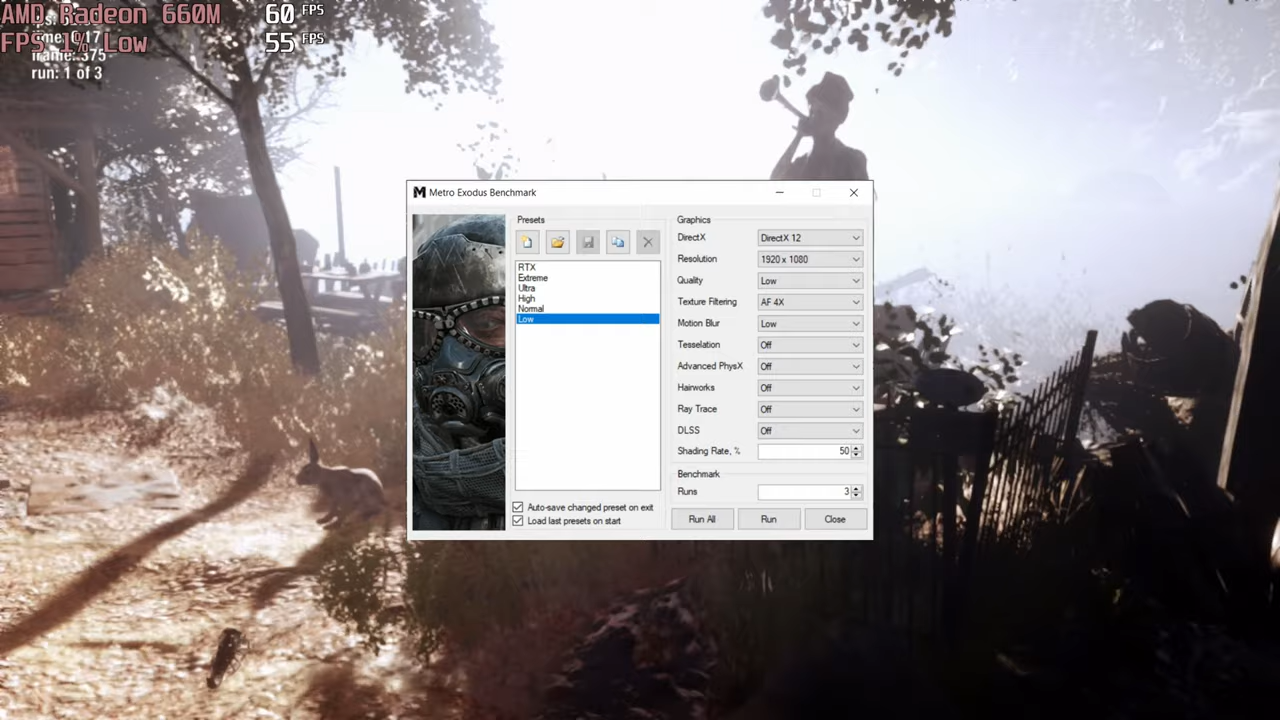 AMD Radeon 660M 60 FPS
FPS 1% Low 55 FPS
frame: 375
run: 1 of 3
Metro Exodus Benchmark
Presets
RTX
Extreme
Ultra
High
Normal
Low
Auto-save changed preset on exit
Load last presets on start
Graphics
DirectX DirectX 12
Resolution 1920 x 1080
Quality Low
Texture Filtering AF 4X
Motion Blur Low
Tesselation Off
Advanced PhysX Off
Hairworks Off
Ray Trace Off
DLSS Off
Shading Rate, % 50
Benchmark
Runs 3
Run All Run Close